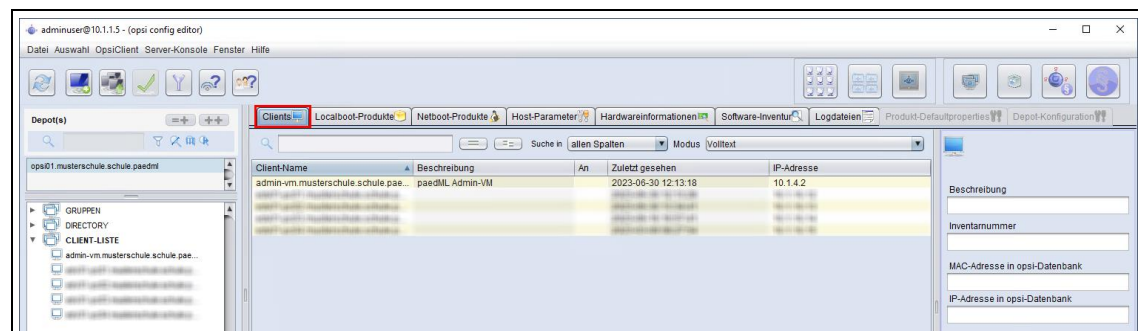 adminuser@10.1.1.5 - (opsi config editor)
Datei Auswahl OpsiClient Server-Konsole Fenster Hilfe
Depot(s)
opsi01.musterschule.schule.paedml
GRUPPEN
DIRECTORY
CLIENT-LISTE
admin-vm.musterschule.schule.pae...
Clients Localboot-Produkte Netboot-Produkte Host-Parameter Hardwareinformationen Software-Inventur Logdateien Produkt-Defaultproperties Depot-Konfiguration
Suche in allen Spalten Modus Volltext
Client-Name Beschreibung An Zuletzt gesehen IP-Adresse
admin-vm.musterschule.schule.pae... paedML Admin-VM 2023-06-30 12:13:18 10.1.4.2
Beschreibung
Inventarnummer
MAC-Adresse in opsi-Datenbank
IP-Adresse in opsi-Datenbank